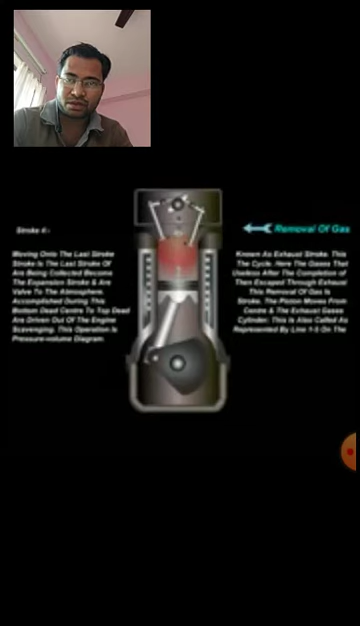 Stroke 4:-
Removal Of Gas
Moving Onto The Last Stroke
Known As Exhaust Stroke. This
Stroke Is The Last Stroke Of
The Cycle. Here The Gases That
Are Being Collected Become
Useless After The Completion of
The Expansion Stroke & Are
Then Escaped Through Exhaust
Valve To The Atmosphere.
This Removal Of Gas Is
Accomplished During This
Stroke. The Piston Moves From
Bottom Dead Centre To Top Dead
Centre & The Exhaust Gases
Are Driven Out Of The Engine
Cylinder. This Is Also Called As
Scavenging. This Operation Is
Represented By Line 1-5 On The
Pressure-volume Diagram.